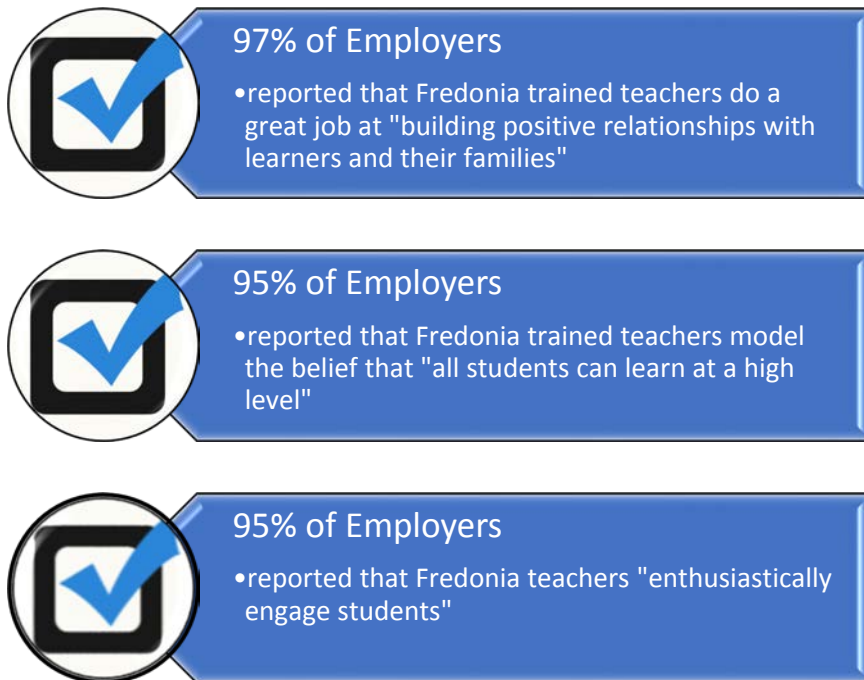 97% of Employers
•reported that Fredonia trained teachers do a
great job at "building positive relationships with
learners and their families"
95% of Employers
•reported that Fredonia trained teachers model
the belief that "all students can learn at a high
level"
95% of Employers
•reported that Fredonia teachers "enthusiastically
engage students"